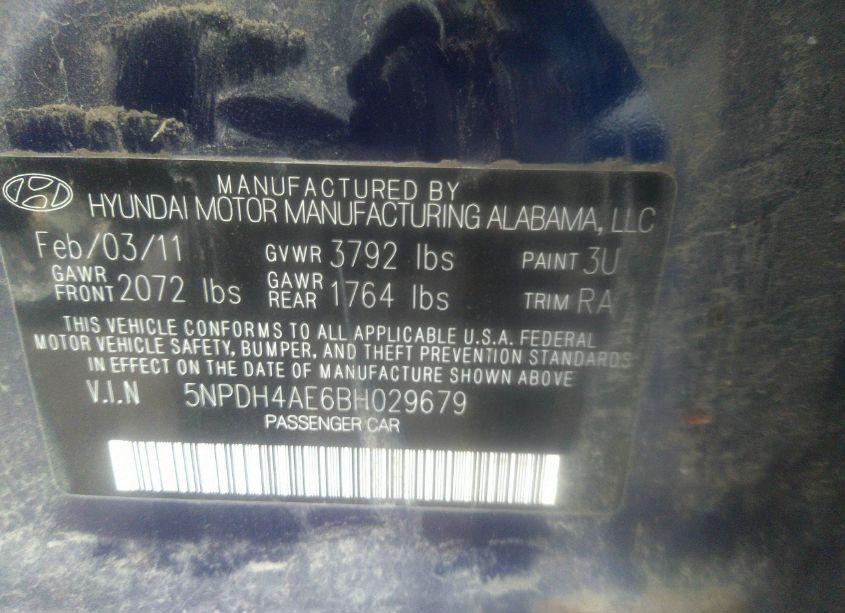 MANUFACTURED BY
HYUNDAI MOTOR MANUFACTURING ALABAMA, LLC
Feb/03/11 GVWR 3792 lbs PAINT 3U
GAWR FRONT 2072 lbs GAWR REAR 1764 lbs TRIM RA
THIS VEHICLE CONFORMS TO ALL APPLICABLE U.S.A. FEDERAL
MOTOR VEHICLE SAFETY, BUMPER, AND THEFT PREVENTION STANDARDS
IN EFFECT ON THE DATE OF MANUFACTURE SHOWN ABOVE
V.I.N 5NPDH4AE6BH029679
PASSENGER CAR